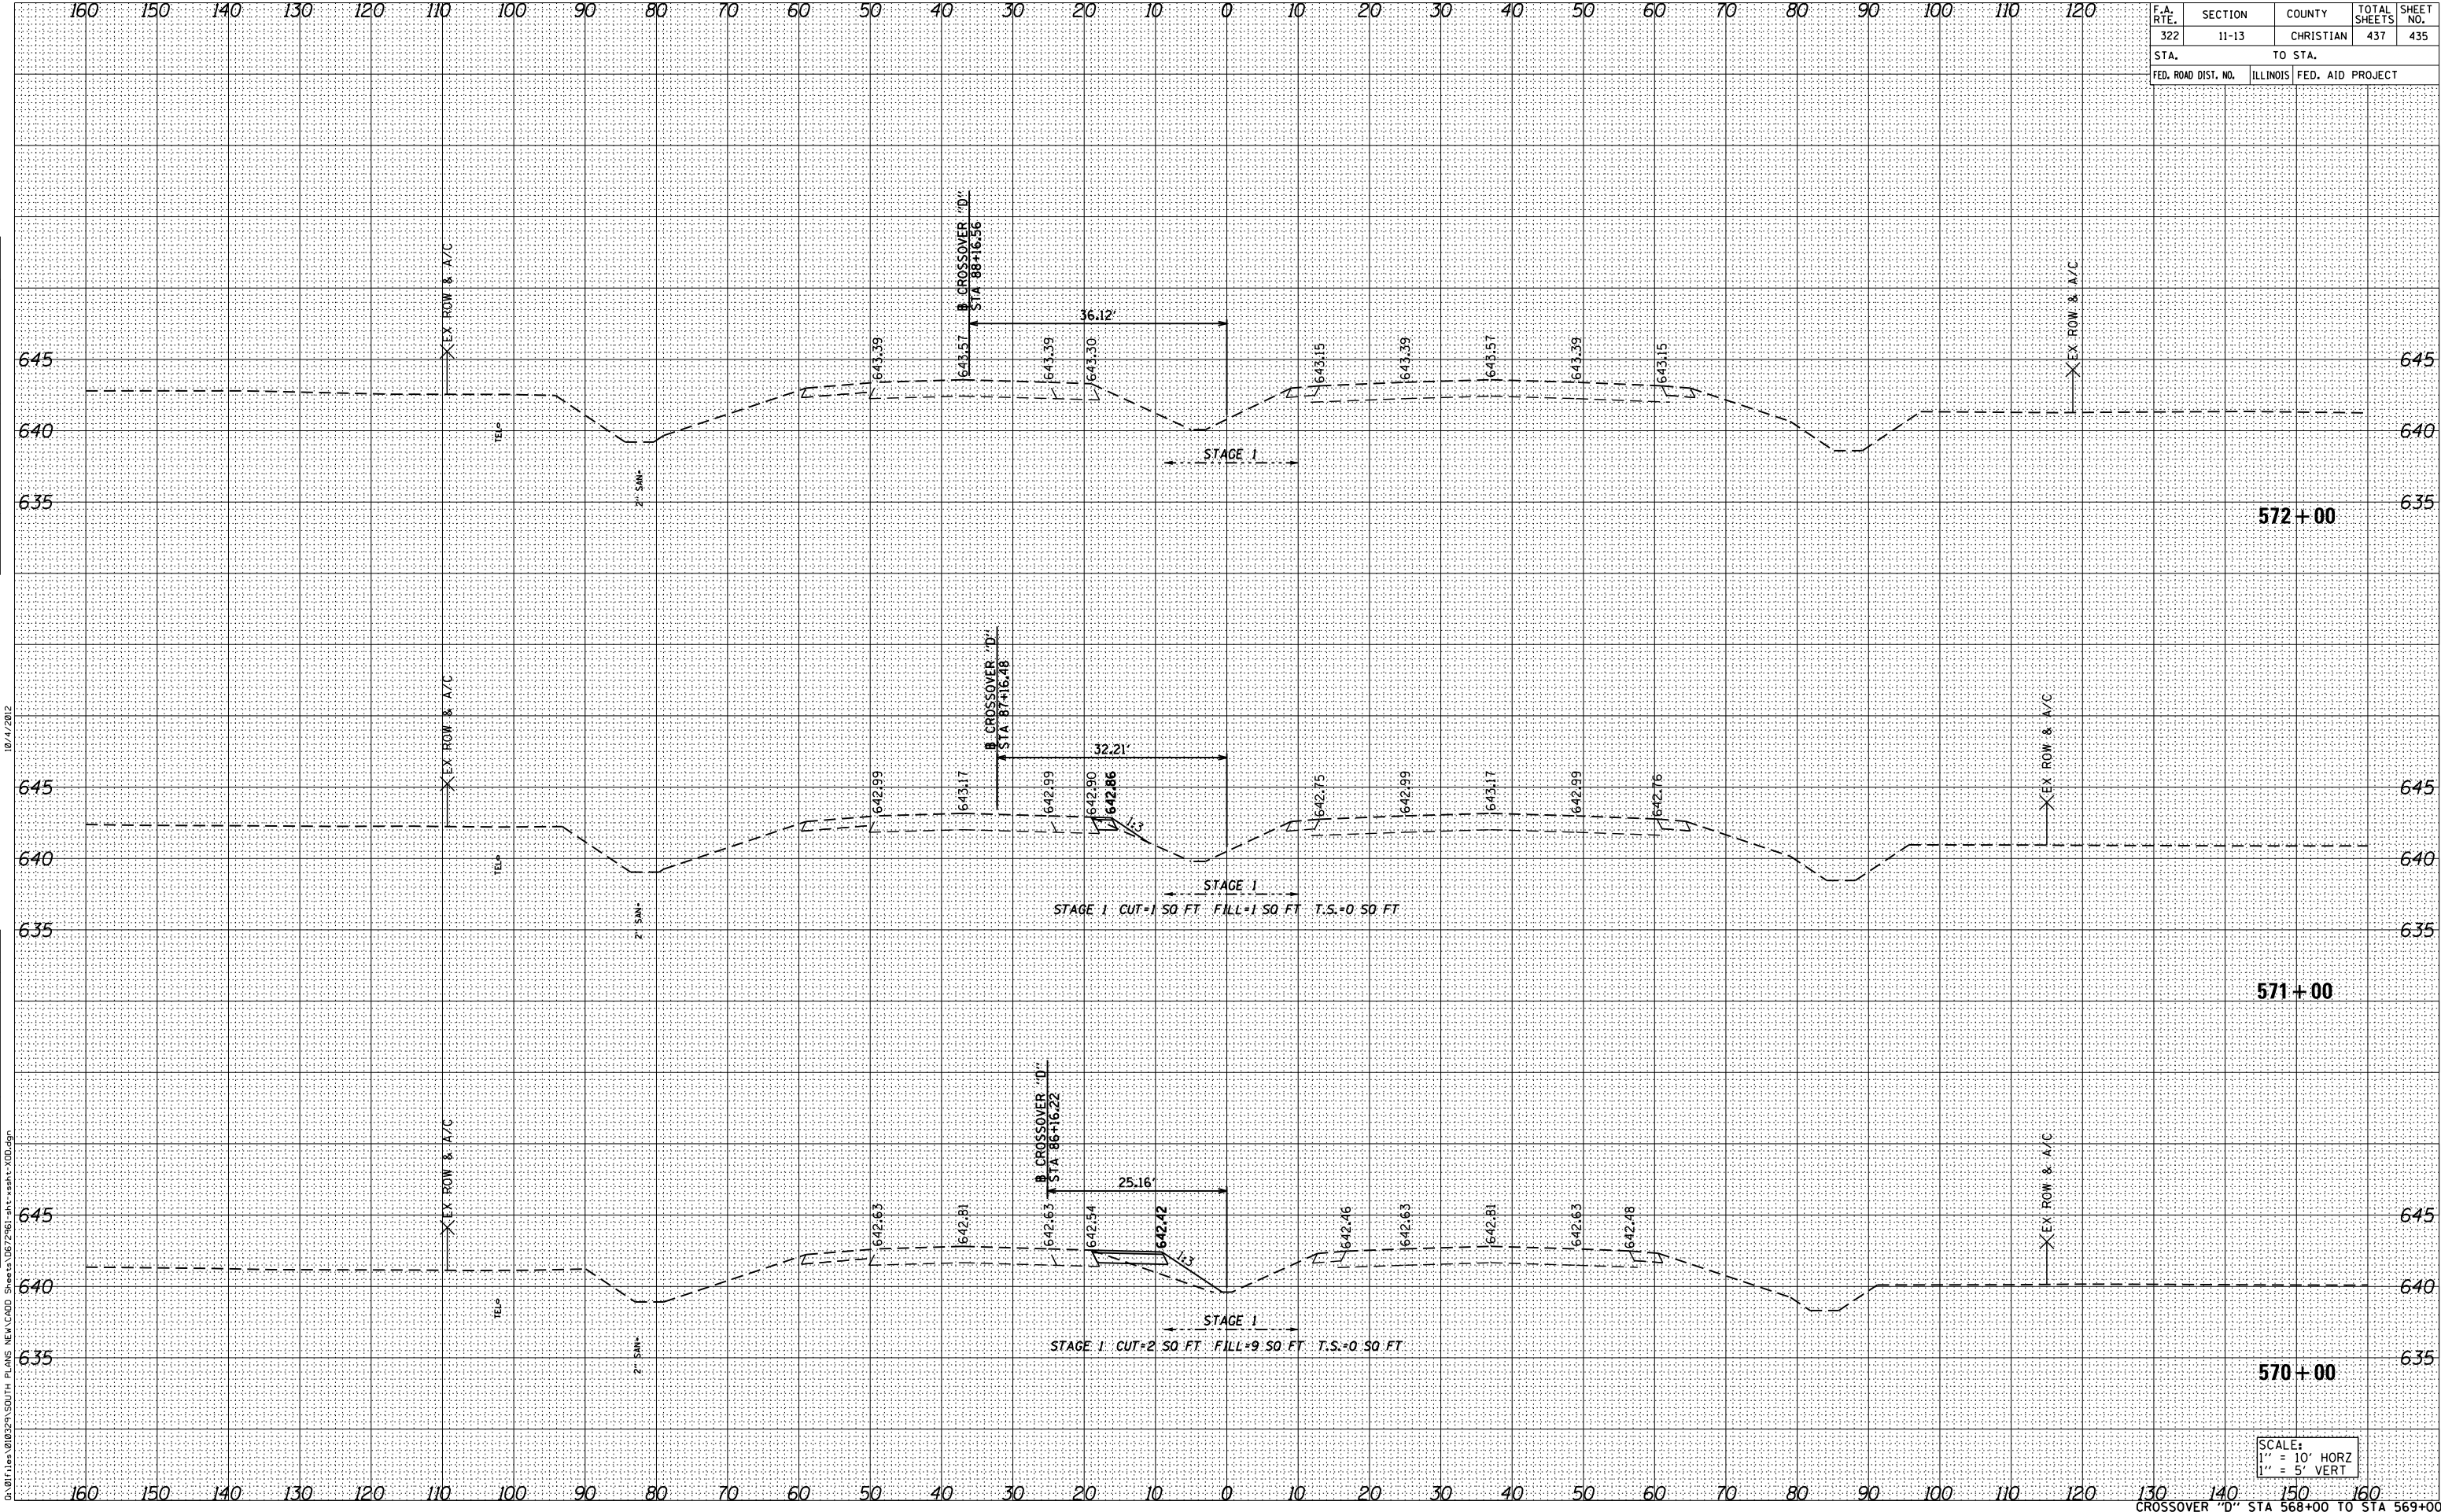 160 150 140 130 120 110 100 90 80 70 60 50 40 30 20 10 0 10 20 30 40 50 60 70 80 90 100 110 120
F.A. RTE. SECTION COUNTY TOTAL SHEETS SHEET NO.
322 11-13 CHRISTIAN 437 435
STA. TO STA.
FED. ROAD DIST. NO. ILLINOIS FED. AID PROJECT
EX ROW & A/C
B CROSSOVER "D"
STA 88+16.56
36.12'
EX ROW & A/C
643.39 643.57 643.39 643.30 643.15 643.39 643.57 643.39 643.15
645 645
640 640
TEL
STAGE 1
2" SAN
635 635
572+00
EX ROW & A/C
B CROSSOVER "D"
STA 87+16.48
32.21'
EX ROW & A/C
642.99 643.17 642.99 642.90 642.86 642.75 642.99 643.17 642.99 642.76
645 645
1:3
640 640
TEL
STAGE 1
STAGE 1 CUT=1 SQ FT FILL=1 SQ FT T.S.=0 SQ FT
2" SAN
635 635
571+00
EX ROW & A/C
B CROSSOVER "D"
STA 86+16.22
25.16'
EX ROW & A/C
642.63 642.81 642.63 642.54 642.42 642.46 642.63 642.81 642.63 642.48
645 645
1:3
640 640
TEL
STAGE 1
STAGE 1 CUT=2 SQ FT FILL=9 SQ FT T.S.=0 SQ FT
2" SAN
635 635
570+00
SCALE:
1" = 10' HORZ
1" = 5' VERT
160 150 140 130 120 110 100 90 80 70 60 50 40 30 20 10 0 10 20 30 40 50 60 70 80 90 100 110 120 130 140 150 160
CROSSOVER "D" STA 568+00 TO STA 569+00
10/4/2012